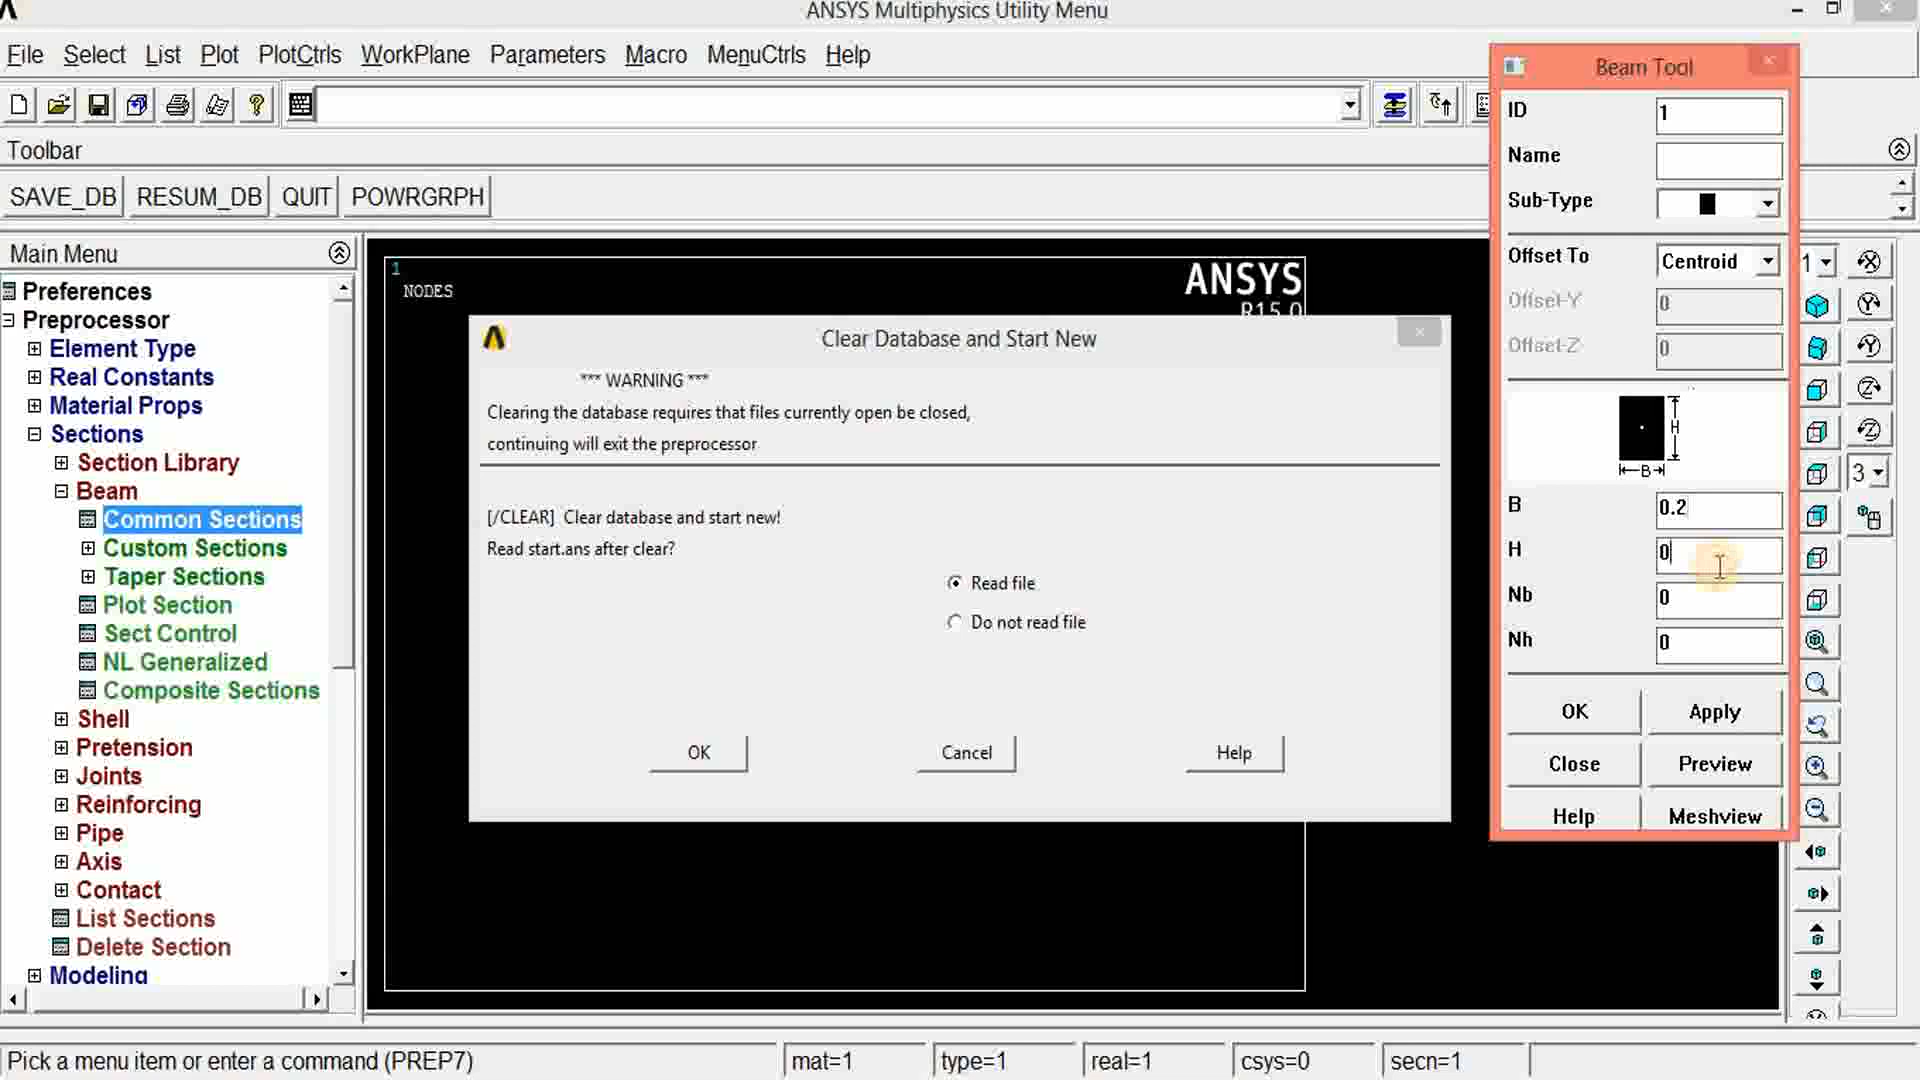 ANSYS Multiphysics Utility Menu
File Select List Plot PlotCtrls WorkPlane Parameters Macro MenuCtrls Help
Toolbar
SAVE_DB RESUM_DB QUIT POWRGRPH
Main Menu
Preferences
Preprocessor
Element Type
Real Constants
Material Props
Sections
Section Library
Beam
Common Sections
Custom Sections
Taper Sections
Plot Section
Sect Control
NL Generalized
Composite Sections
Shell
Pretension
Joints
Reinforcing
Pipe
Axis
Contact
List Sections
Delete Section
Modeling
1
NODES
ANSYS
R15.0
Clear Database and Start New
*** WARNING ***
Clearing the database requires that files currently open be closed,
continuing will exit the preprocessor
[/CLEAR] Clear database and start new!
Read start.ans after clear?
Read file
Do not read file
OK Cancel Help
Beam Tool
ID 1
Name
Sub-Type
Offset To Centroid
Offset-Y 0
Offset-Z 0
H
B
B 0.2
H 0
Nb 0
Nh 0
OK Apply
Close Preview
Help Meshview
1
3
Pick a menu item or enter a command (PREP7) mat=1 type=1 real=1 csys=0 secn=1